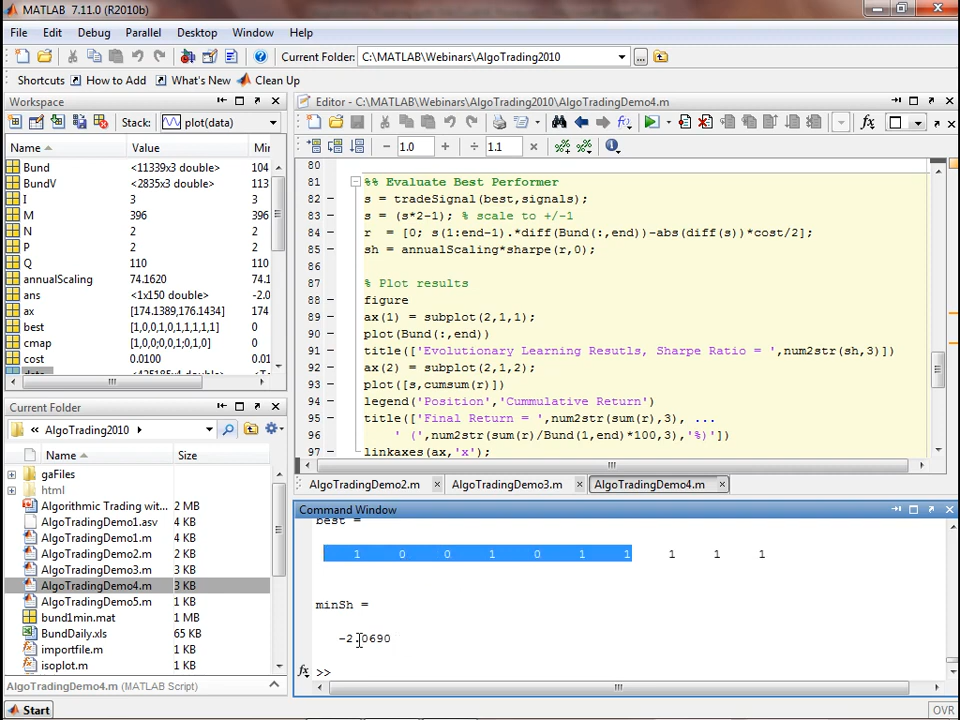 MATLAB 7.11.0 (R2010b)
File Edit Debug Parallel Desktop Window Help
Current Folder: C:\MATLAB\Webinars\AlgoTrading2010
Shortcuts How to Add What's New Clean Up
Workspace
Stack: plot(data)
Name Value Min
Bund <11339x3 double> 104
BundV <2835x3 double> 113
I 3 3
M 396 396
N 2 2
P 2 2
Q 110 110
annualScaling 74.1620 74.1
ans <1x150 double> -2.0
ax [174.1389,176.1434] 174
best [1,0,0,1,0,1,1,1,1,1] 0
cmap [1,0,0;0,1;0,1,0] 0
cost 0.0100 0.01
Current Folder
« AlgoTrading2010
Name Size
gaFiles
html
Algorithmic Trading wit... 2 MB
AlgoTradingDemo1.asv 4 KB
AlgoTradingDemo1.m 4 KB
AlgoTradingDemo2.m 4 KB
AlgoTradingDemo3.m 4 KB
AlgoTradingDemo4.m 3 KB
AlgoTradingDemo5.m 1 KB
bund1min.mat 1 MB
BundDaily.xls 65 KB
importfile.m 1 KB
isoplot.m 1 KB
AlgoTradingDemo4.m (MATLAB Script)
Editor - C:\MATLAB\Webinars\AlgoTrading2010\AlgoTradingDemo4.m
− 1.0 + ÷ 1.1 ×
80
81 %% Evaluate Best Performer
82 – s = tradeSignal(best,signals);
83 – s = (s*2-1); % scale to +/-1
84 – r  = [0; s(1:end-1).*diff(Bund(:,end))-abs(diff(s))*cost/2];
85 – sh = annualScaling*sharpe(r,0);
86
87 % Plot results
88 – figure
89 – ax(1) = subplot(2,1,1);
90 – plot(Bund(:,end))
91 – title(['Evolutionary Learning Resutls, Sharpe Ratio = ',num2str(sh,3)])
92 – ax(2) = subplot(2,1,2);
93 – plot([s,cumsum(r)])
94 – legend('Position','Cummulative Return')
95 – title(['Final Return = ',num2str(sum(r),3), ...
96 ' (',num2str(sum(r)/Bund(1,end)*100,3),'%)'])
97 – linkaxes(ax,'x');
AlgoTradingDemo2.m × AlgoTradingDemo3.m × AlgoTradingDemo4.m ×
Command Window
best =
1 0 0 1 0 1 1 1 1 1
minSh =
-2.0690
fx >>
Start OVR